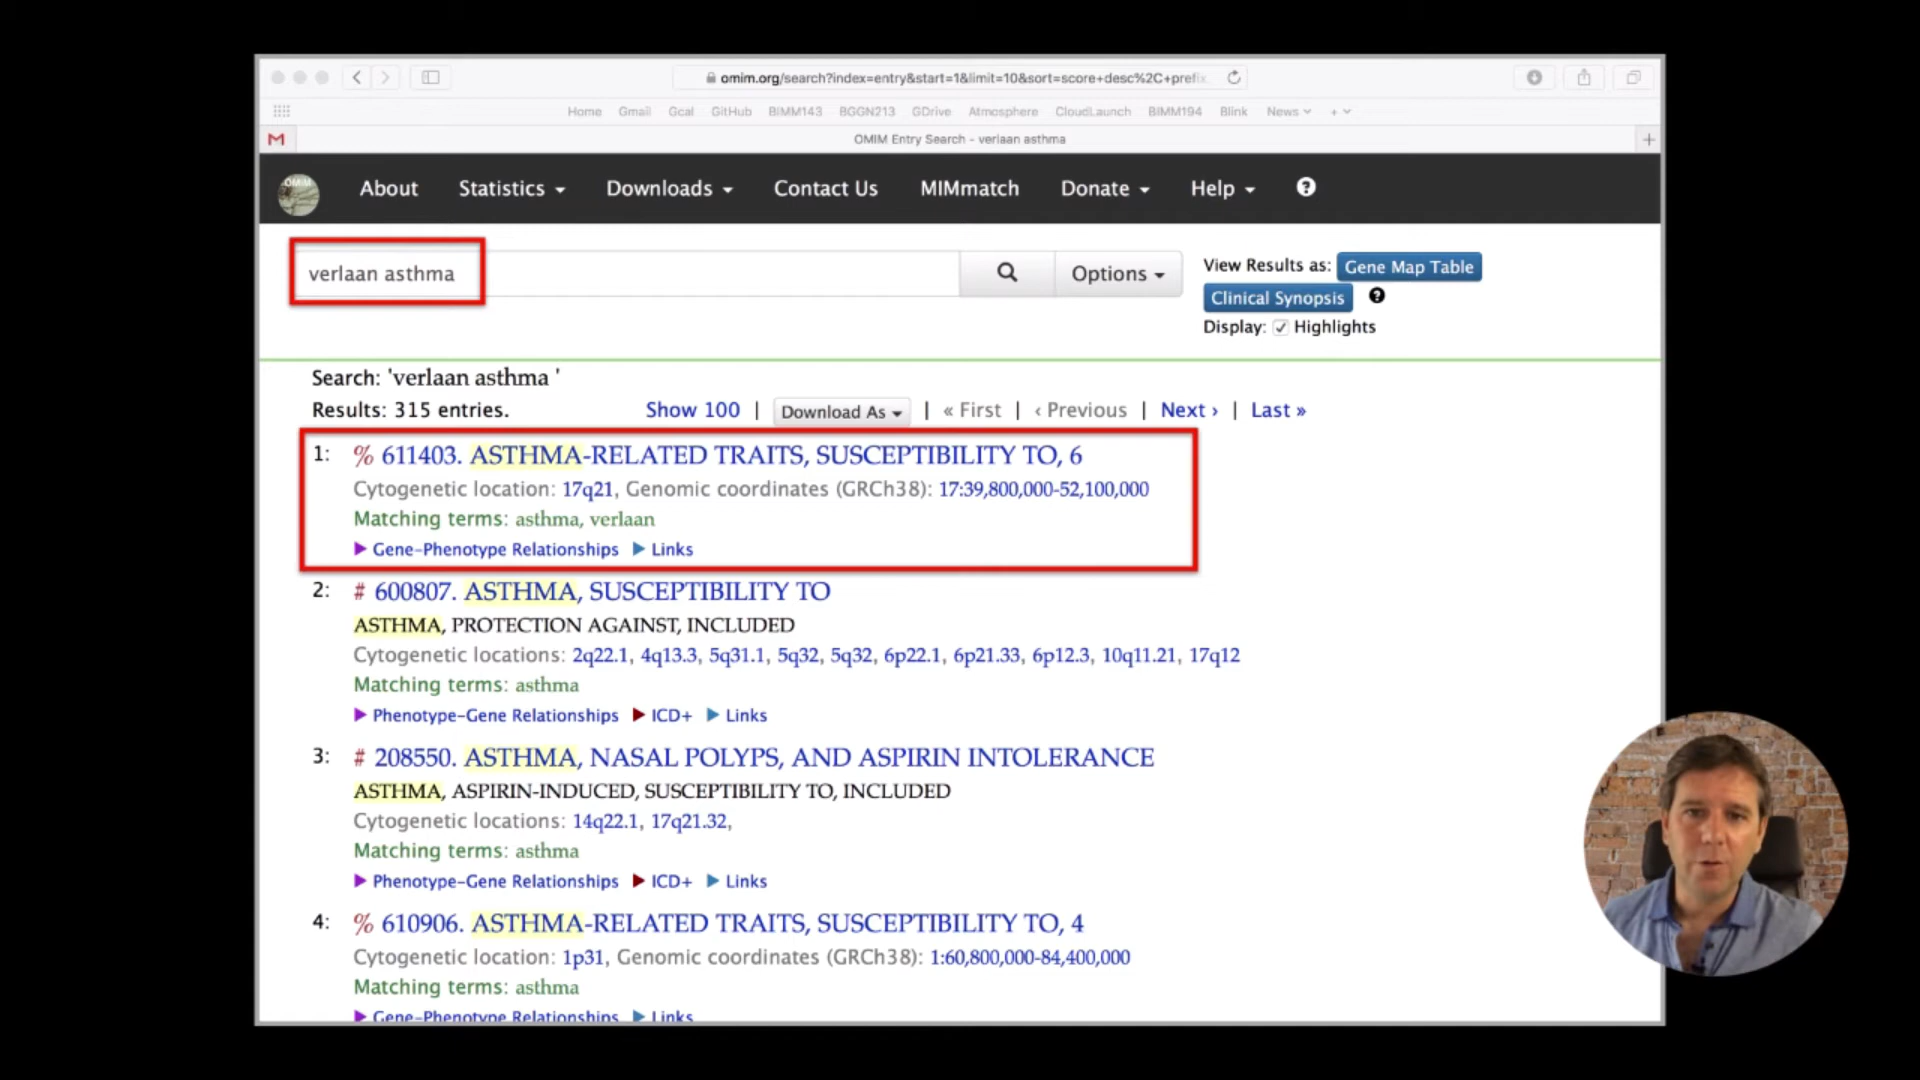 omim.org/search?index=entry&start=1&limit=10&sort=score+desc%2C+prefix
Home Gmail Gcal GitHub BIMM143 BGGN213 GDrive Atmosphere CloudLaunch BIMM194 Blink News +
OMIM Entry Search - verlaan asthma
OMIM About Statistics Downloads Contact Us MIMmatch Donate Help ?
verlaan asthma Options View Results as: Gene Map Table
Clinical Synopsis ?
Display: ✓ Highlights
Search: 'verlaan asthma '
Results: 315 entries. Show 100 | Download As | « First | ‹ Previous | Next › | Last »
1: % 611403. ASTHMA-RELATED TRAITS, SUSCEPTIBILITY TO, 6
Cytogenetic location: 17q21, Genomic coordinates (GRCh38): 17:39,800,000-52,100,000
Matching terms: asthma, verlaan
Gene-Phenotype Relationships Links
2: # 600807. ASTHMA, SUSCEPTIBILITY TO
ASTHMA, PROTECTION AGAINST, INCLUDED
Cytogenetic locations: 2q22.1, 4q13.3, 5q31.1, 5q32, 5q32, 6p22.1, 6p21.33, 6p12.3, 10q11.21, 17q12
Matching terms: asthma
Phenotype-Gene Relationships ICD+ Links
3: # 208550. ASTHMA, NASAL POLYPS, AND ASPIRIN INTOLERANCE
ASTHMA, ASPIRIN-INDUCED, SUSCEPTIBILITY TO, INCLUDED
Cytogenetic locations: 14q22.1, 17q21.32,
Matching terms: asthma
Phenotype-Gene Relationships ICD+ Links
4: % 610906. ASTHMA-RELATED TRAITS, SUSCEPTIBILITY TO, 4
Cytogenetic location: 1p31, Genomic coordinates (GRCh38): 1:60,800,000-84,400,000
Matching terms: asthma
Gene-Phenotype Relationships Links